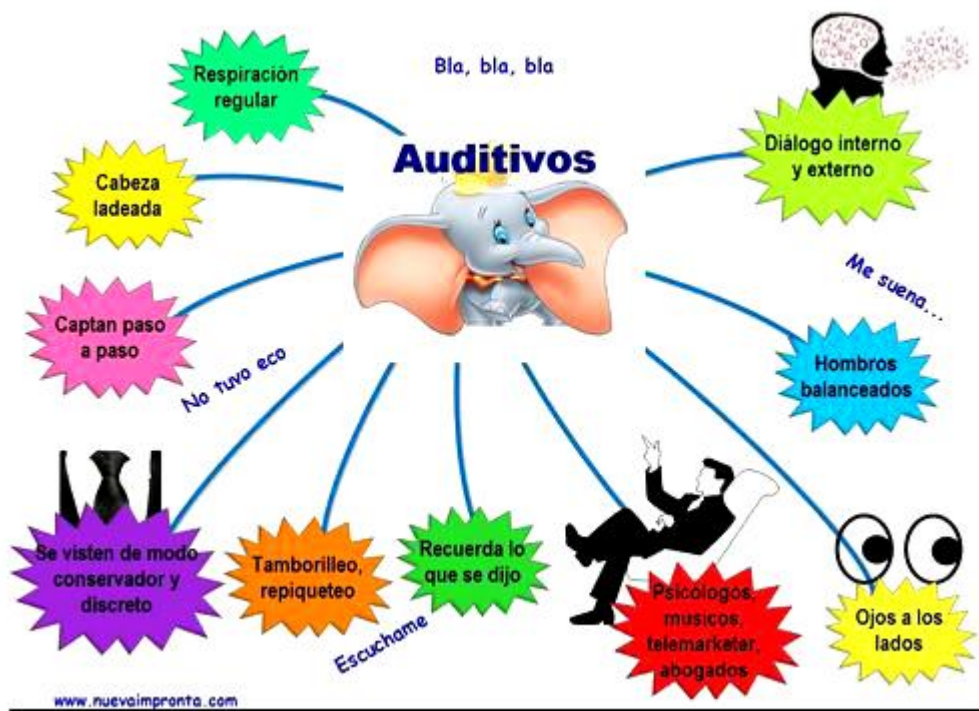 Bla, bla, bla
Respiración
regular
Auditivos
Diálogo interno
y externo
Cabeza
ladeada
Me suena...
Captan paso
a paso
No tuvo eco
Hombros
balanceados
Se visten de modo
conservador y
discreto
Tamborilleo,
repiqueteo
Recuerda lo
que se dijo
Escuchame
Psicólogos,
musicos,
telemarketer,
abogados
Ojos a los
lados
www.nuevaimpronta.com